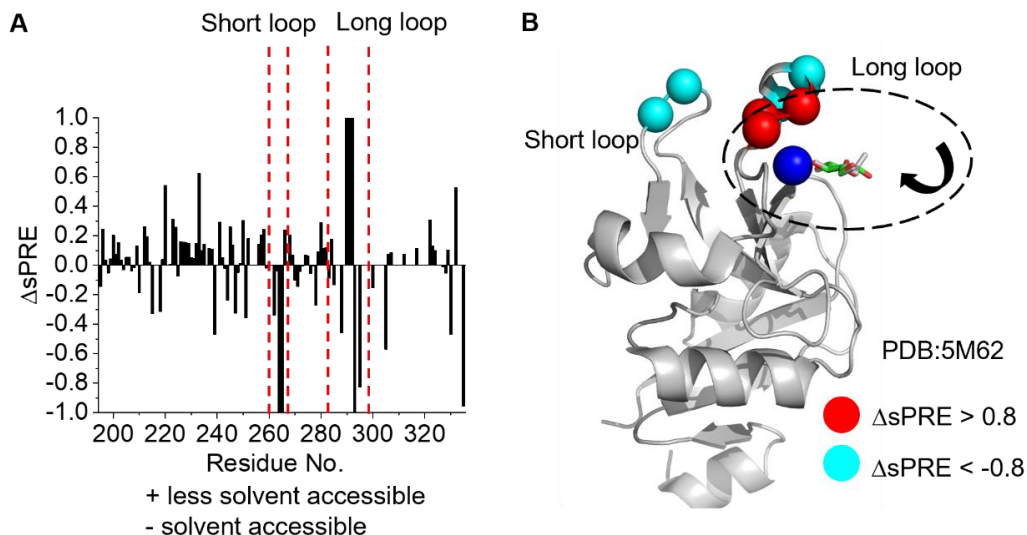 A
Short loop
Long loop
ΔsPRE
1.0
0.8
0.6
0.4
0.2
0.0
-0.2
-0.4
-0.6
-0.8
-1.0
200 220 240 260 280 300 320
Residue No.
+ less solvent accessible
- solvent accessible
B
Long loop
Short loop
PDB:5M62
ΔsPRE > 0.8
ΔsPRE < -0.8